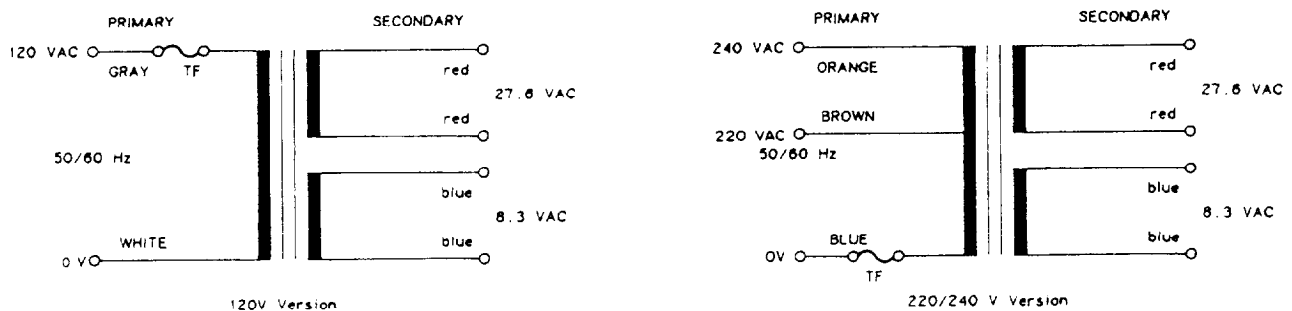 PRIMARY
SECONDARY
120 VAC
GRAY
TF
red
27.6 VAC
red
50/60 Hz
blue
8.3 VAC
WHITE
blue
0 V
120V Version
PRIMARY
SECONDARY
240 VAC
ORANGE
red
27.6 VAC
BROWN
red
220 VAC
50/60 Hz
blue
8.3 VAC
BLUE
blue
0V
TF
220/240 V Version